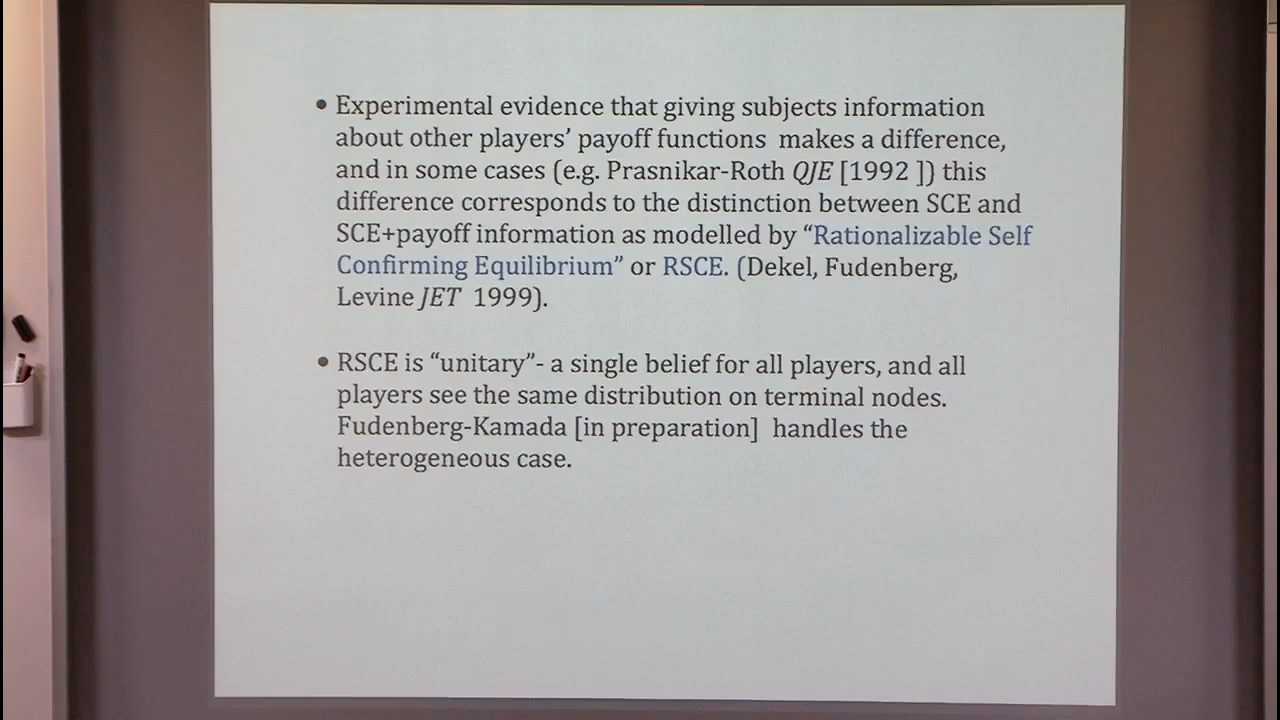 • Experimental evidence that giving subjects information
about other players’ payoff functions makes a difference,
and in some cases (e.g. Prasnikar-Roth QJE [1992 ]) this
difference corresponds to the distinction between SCE and
SCE+payoff information as modelled by “Rationalizable Self
Confirming Equilibrium” or RSCE. (Dekel, Fudenberg,
Levine JET 1999).
• RSCE is “unitary”- a single belief for all players, and all
players see the same distribution on terminal nodes.
Fudenberg-Kamada [in preparation] handles the
heterogeneous case.